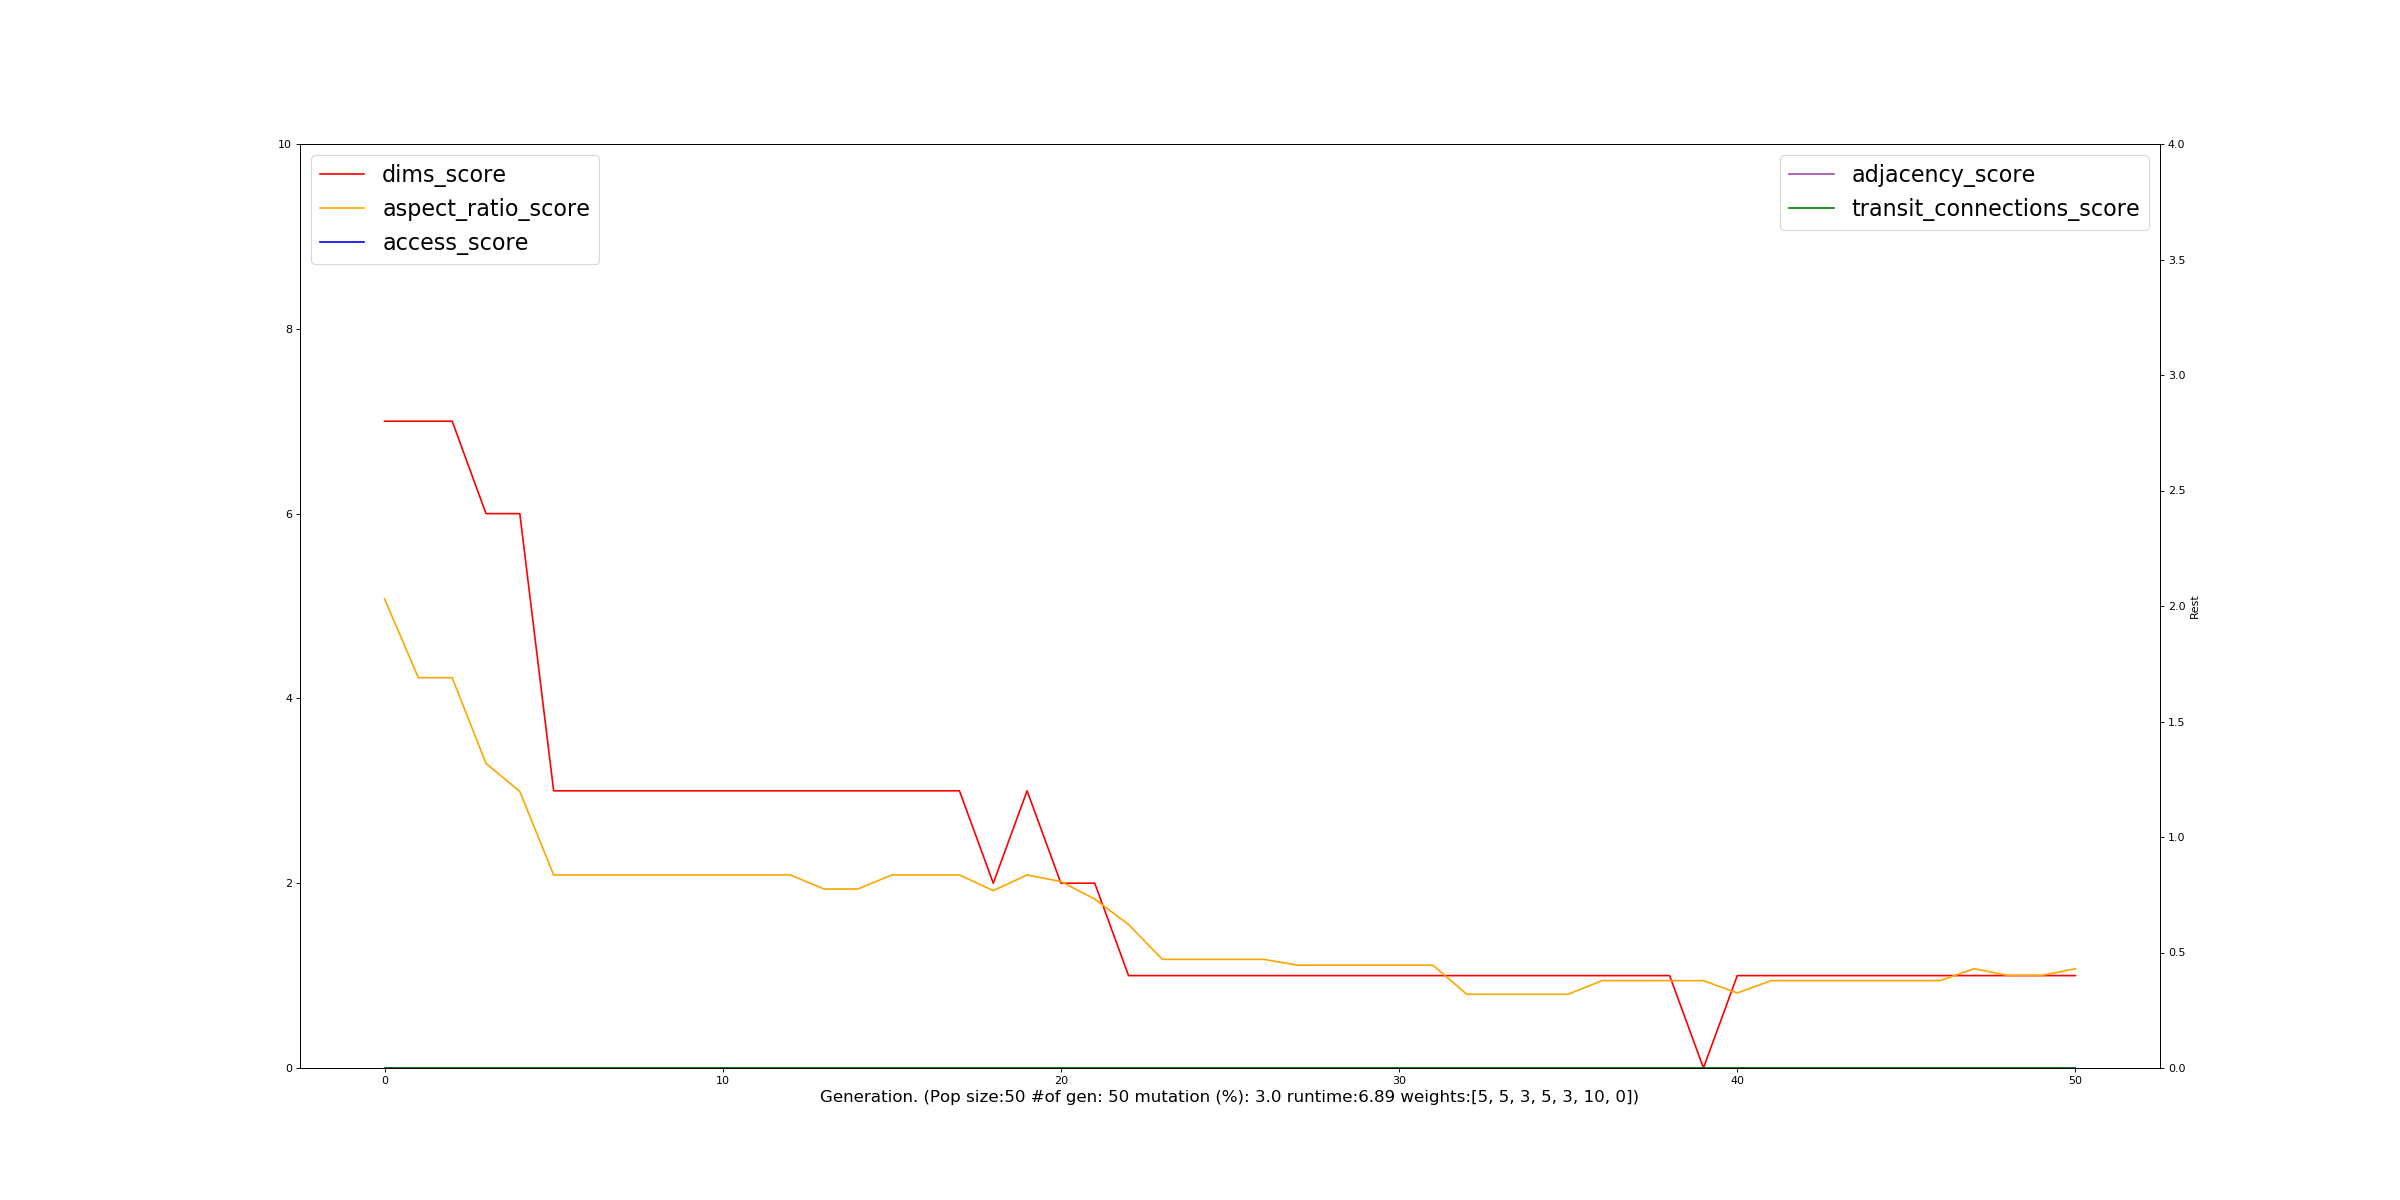 10
8
6
4
2
0
dims_score
aspect_ratio_score
access_score
adjacency_score
transit_connections_score
4.0
3.5
3.0
2.5
2.0
1.5
1.0
0.5
0.0
Rest
0 10 20 30 40 50
Generation. (Pop size:50 #of gen: 50 mutation (%): 3.0 runtime:6.89 weights:[5, 5, 3, 5, 3, 10, 0])